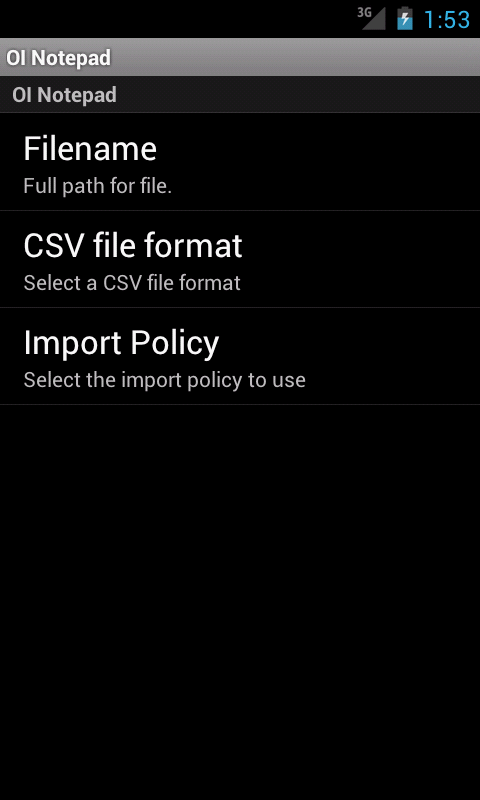 3G 1:53
OI Notepad
OI Notepad
Filename
Full path for file.
CSV file format
Select a CSV file format
Import Policy
Select the import policy to use